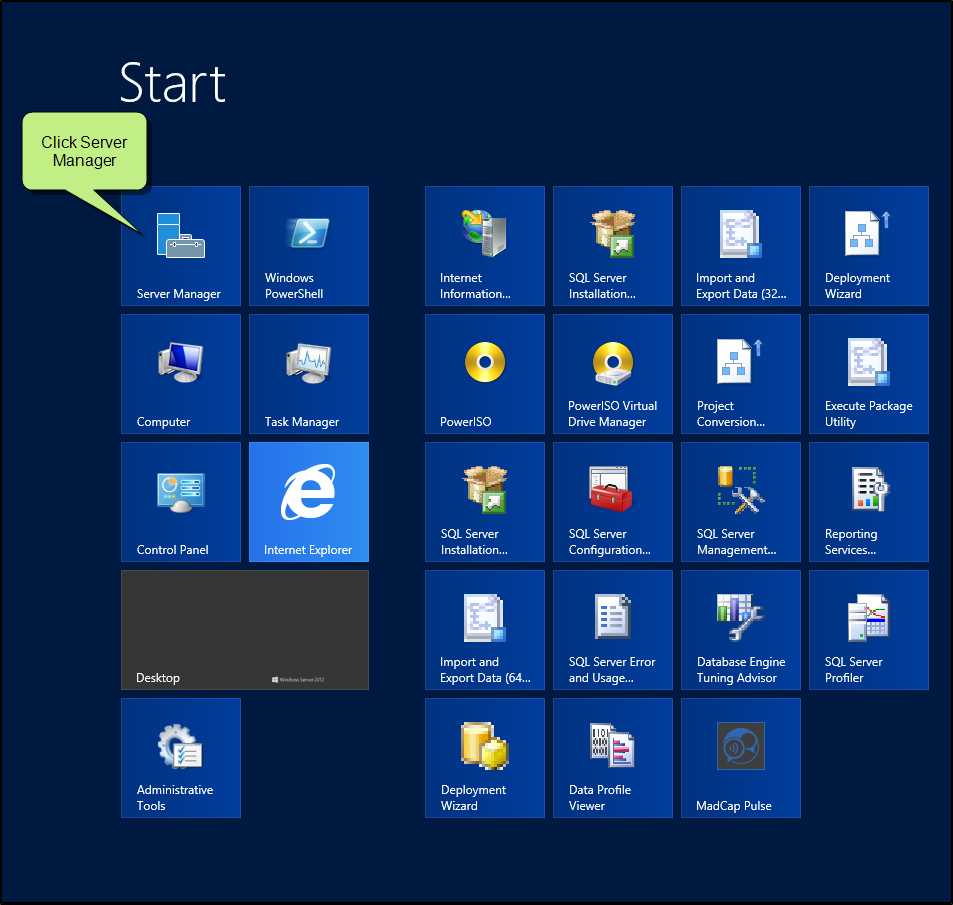 Start
Click Server
Manager
Server Manager
Windows
PowerShell
Internet
Information...
SQL Server
Installation...
Import and
Export Data (32...
Deployment
Wizard
Computer
Task Manager
PowerISO
PowerISO Virtual
Drive Manager
Project
Conversion...
Execute Package
Utility
Control Panel
Internet Explorer
SQL Server
Installation...
SQL Server
Configuration...
SQL Server
Management...
Reporting
Services...
Desktop
Windows Server 2012
Import and
Export Data (64...
SQL Server Error
and Usage...
Database Engine
Tuning Advisor
SQL Server
Profiler
Administrative
Tools
Deployment
Wizard
Data Profile
Viewer
MadCap Pulse